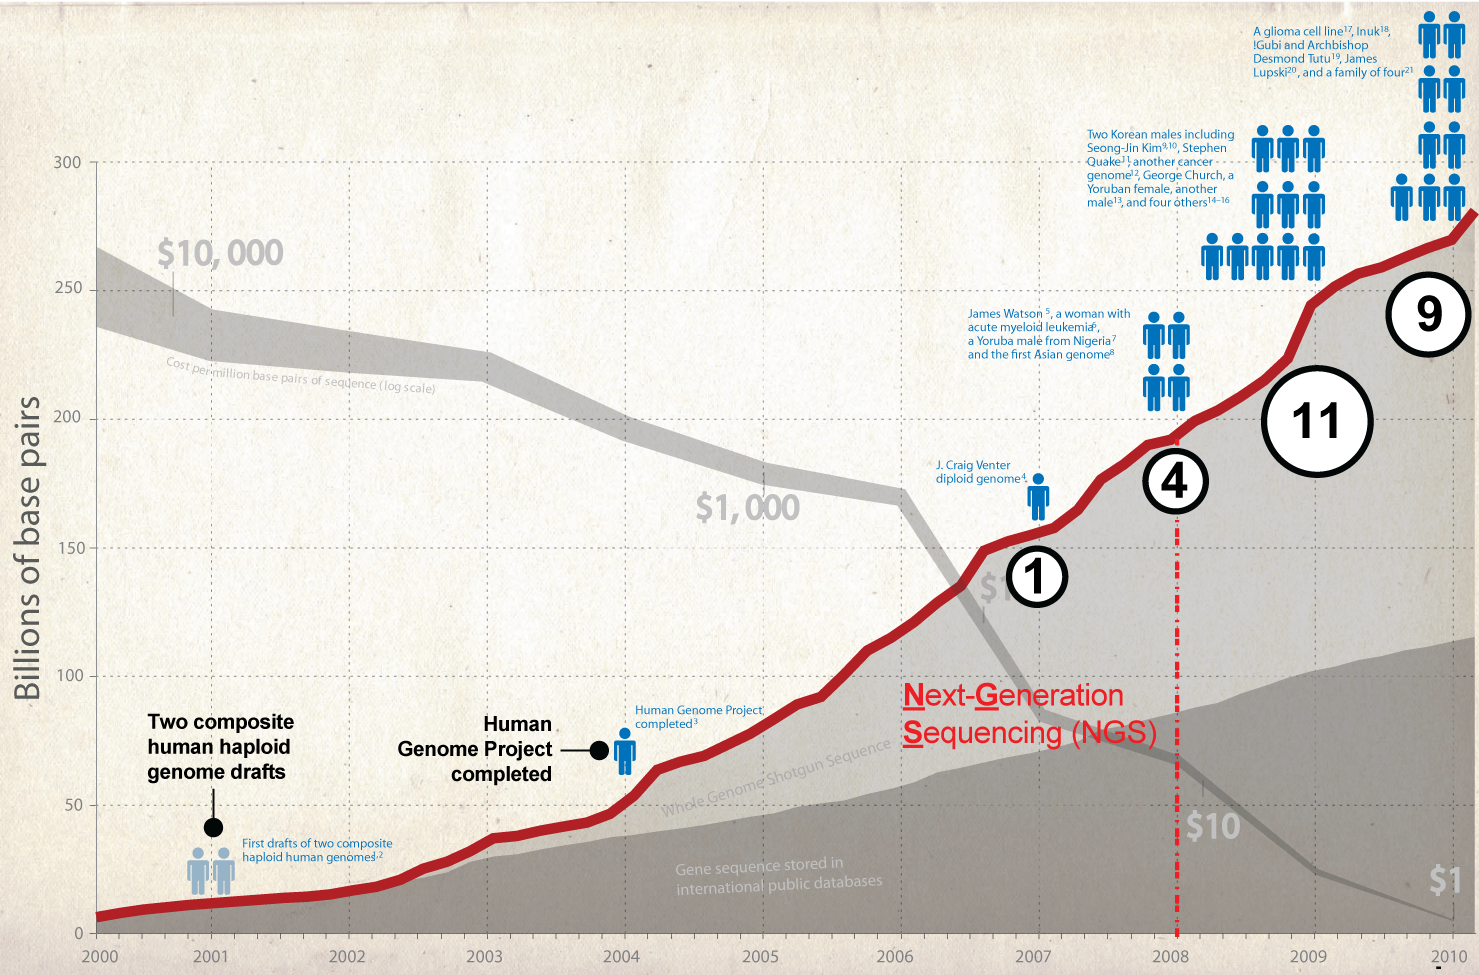 A glioma cell line17, Inuk18,
!Gubi and Archbishop
Desmond Tutu19, James
Lupski20, and a family of four21
Two Korean males including
Seong-Jin Kim9,10, Stephen
Quake11, another cancer
genome12, George Church, a
Yoruban female, another
male13, and four others14–16
James Watson 5, a woman with
acute myeloid leukemia6,
a Yoruba male from Nigeria7
and the first Asian genome8
J. Craig Venter
diploid genome4.
Billions of base pairs
300
250
200
150
100
50
0
$10, 000
Cost per million base pairs of sequence (log scale)
$1, 000
$1
$10
$1
9
11
4
1
Next-Generation
Sequencing (NGS)
Two composite
human haploid
genome drafts
First drafts of two composite
haploid human genomes1,2
Human
Genome Project
completed
Human Genome Project
completed3
Whole Genome Shotgun Sequence
Gene sequence stored in
international public databases
2000 2001 2002 2003 2004 2005 2006 2007 2008 2009 2010